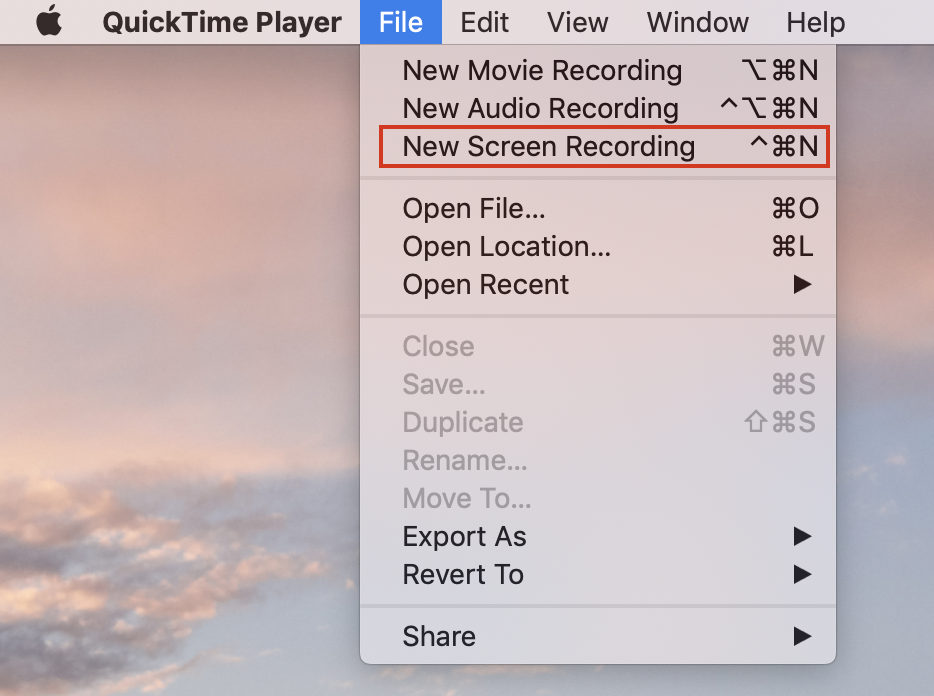 QuickTime Player File Edit View Window Help
New Movie Recording ⌥⌘N
New Audio Recording ^⌥⌘N
New Screen Recording ^⌘N
Open File... ⌘O
Open Location... ⌘L
Open Recent ▶
Close ⌘W
Save... ⌘S
Duplicate ⇧⌘S
Rename...
Move To...
Export As ▶
Revert To ▶
Share ▶